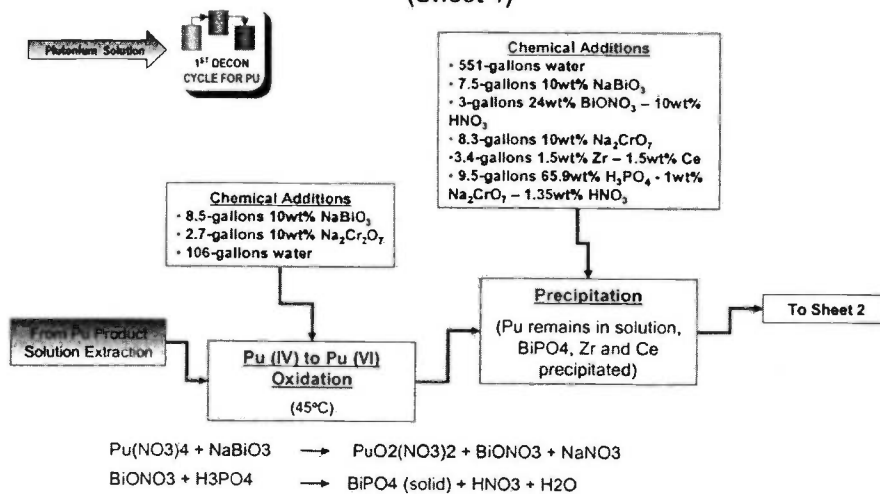 (Sheet 1)
Plutonium Solution
1ST DECON
CYCLE FOR PU
Chemical Additions
· 551-gallons water
· 7.5-gallons 10wt% NaBiO3
· 3-gallons 24wt% BiONO3 – 10wt%
HNO3
· 8.3-gallons 10wt% Na2CrO7
·3.4-gallons 1.5wt% Zr – 1.5wt% Ce
· 9.5-gallons 65.9wt% H3PO4 · 1wt%
Na2CrO7 – 1.35wt% HNO3
Chemical Additions
· 8.5-gallons 10wt% NaBiO3
· 2.7-gallons 10wt% Na2Cr2O7
· 106-gallons water
From Pu Product
Solution Extraction
Pu (IV) to Pu (VI)
Oxidation
(45ºC)
Precipitation
(Pu remains in solution,
BiPO4, Zr and Ce
precipitated)
To Sheet 2
Pu(NO3)4 + NaBiO3 → PuO2(NO3)2 + BiONO3 + NaNO3
BiONO3 + H3PO4 → BiPO4 (solid) + HNO3 + H2O